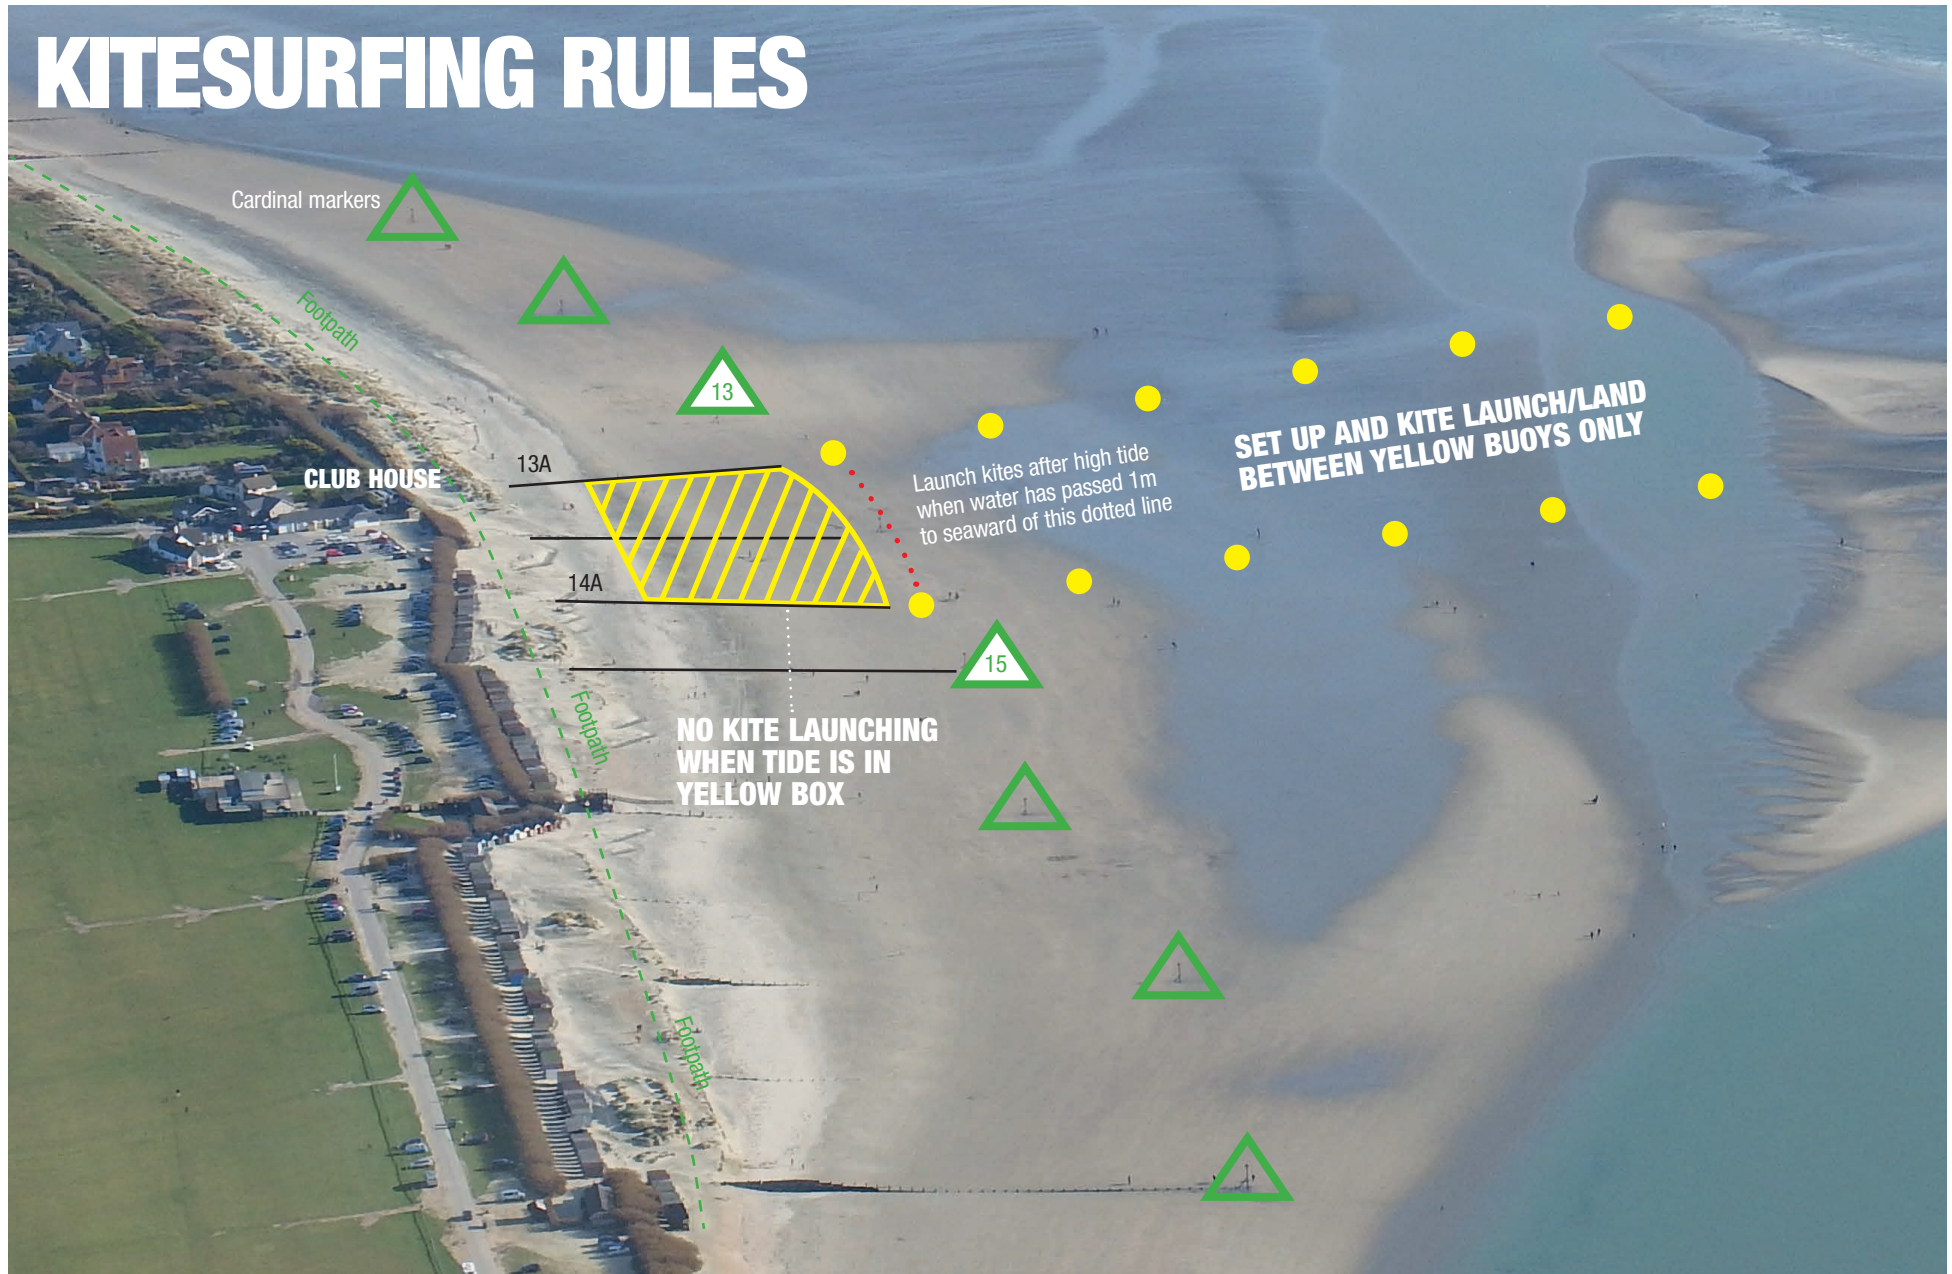 KITESURFING RULES
Cardinal markers
Footpath
13
13A
CLUB HOUSE
Launch kites after high tide
when water has passed 1m
to seaward of this dotted line
SET UP AND KITE LAUNCH/LAND
BETWEEN YELLOW BUOYS ONLY
14A
15
Footpath
NO KITE LAUNCHING
WHEN TIDE IS IN
YELLOW BOX
Footpath